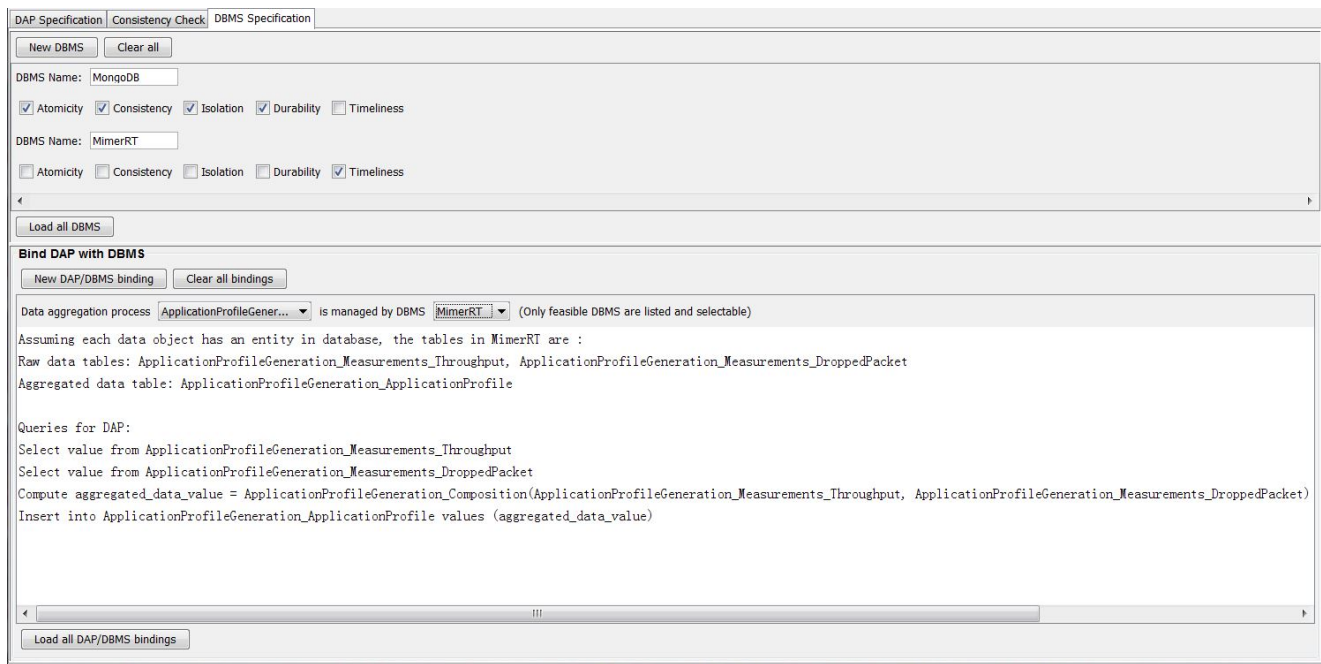 DAP Specification Consistency Check DBMS Specification
New DBMS Clear all
DBMS Name: MongoDB
Atomicity Consistency Isolation Durability Timeliness
DBMS Name: MimerRT
Atomicity Consistency Isolation Durability Timeliness
Load all DBMS
Bind DAP with DBMS
New DAP/DBMS binding Clear all bindings
Data aggregation process ApplicationProfileGener... is managed by DBMS MimerRT (Only feasible DBMS are listed and selectable)
Assuming each data object has an entity in database, the tables in MimerRT are :
Raw data tables: ApplicationProfileGeneration_Measurements_Throughput, ApplicationProfileGeneration_Measurements_DroppedPacket
Aggregated data table: ApplicationProfileGeneration_ApplicationProfile
Queries for DAP:
Select value from ApplicationProfileGeneration_Measurements_Throughput
Select value from ApplicationProfileGeneration_Measurements_DroppedPacket
Compute aggregated_data_value = ApplicationProfileGeneration_Composition(ApplicationProfileGeneration_Measurements_Throughput, ApplicationProfileGeneration_Measurements_DroppedPacket)
Insert into ApplicationProfileGeneration_ApplicationProfile values (aggregated_data_value)
Load all DAP/DBMS bindings